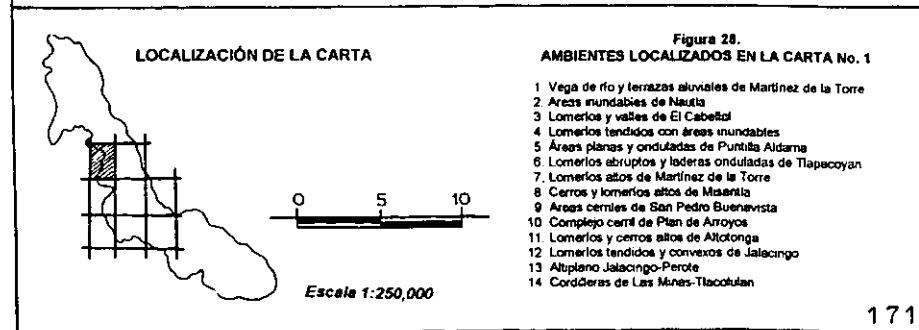 LOCALIZACIÓN DE LA CARTA
0 5 10
Escala 1:250,000
Figura 28.
AMBIENTES LOCALIZADOS EN LA CARTA No. 1
1 Vega de río y terrazas aluviales de Martínez de la Torre
2. Areas inundables de Nautla
3 Lomeríos y valles de El Cabellal
4 Lomeríos tendidos con áreas inundables
5 Áreas planas y onduladas de Puntilla Aldama
6. Lomeríos abruptos y laderas onduladas de Tlapacoyan
7. Lomeríos altos de Martínez de la Torre
8 Cerros y lomeríos altos de Misantla
9 Areas cerriles de San Pedro Buenavista
10 Complejo cerril de Plan de Arroyos
11. Lomeríos y cerros altos de Altotonga
12 Lomeríos tendidos y convexos de Jalacingo
13 Altiplano Jalacingo-Perote
14 Cordilleras de Las Minas-Tlacolulan
171